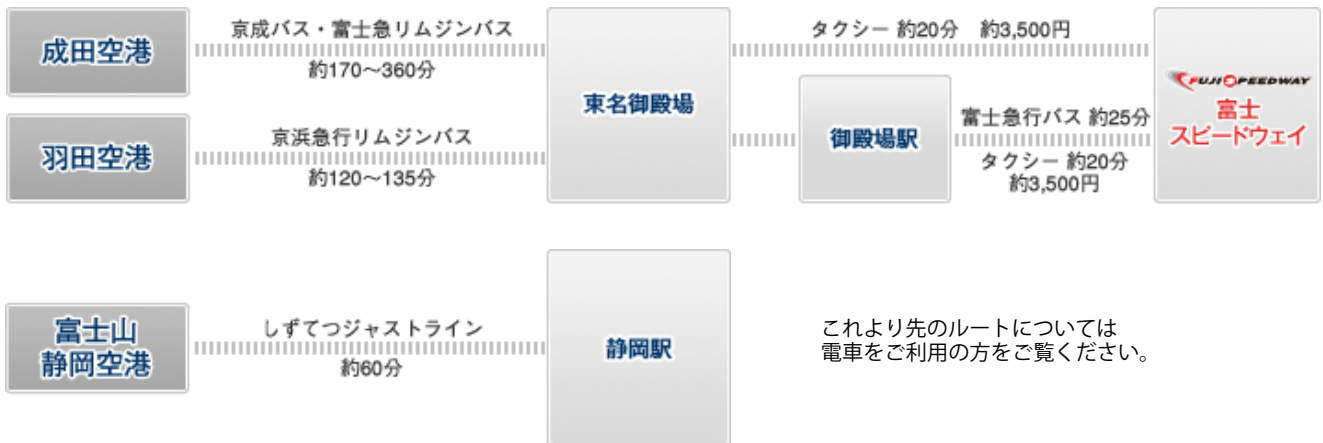 成田空港
京成バス・富士急リムジンバス
約170～360分
羽田空港
京浜急行リムジンバス
約120～135分
東名御殿場
タクシー 約20分　約3,500円
御殿場駅
富士急行バス 約25分
タクシー 約20分
約3,500円
FUJI SPEEDWAY
富士
スピードウェイ
富士山
静岡空港
しずてつジャストライン
約60分
静岡駅
これより先のルートについては
電車をご利用の方をご覧ください。